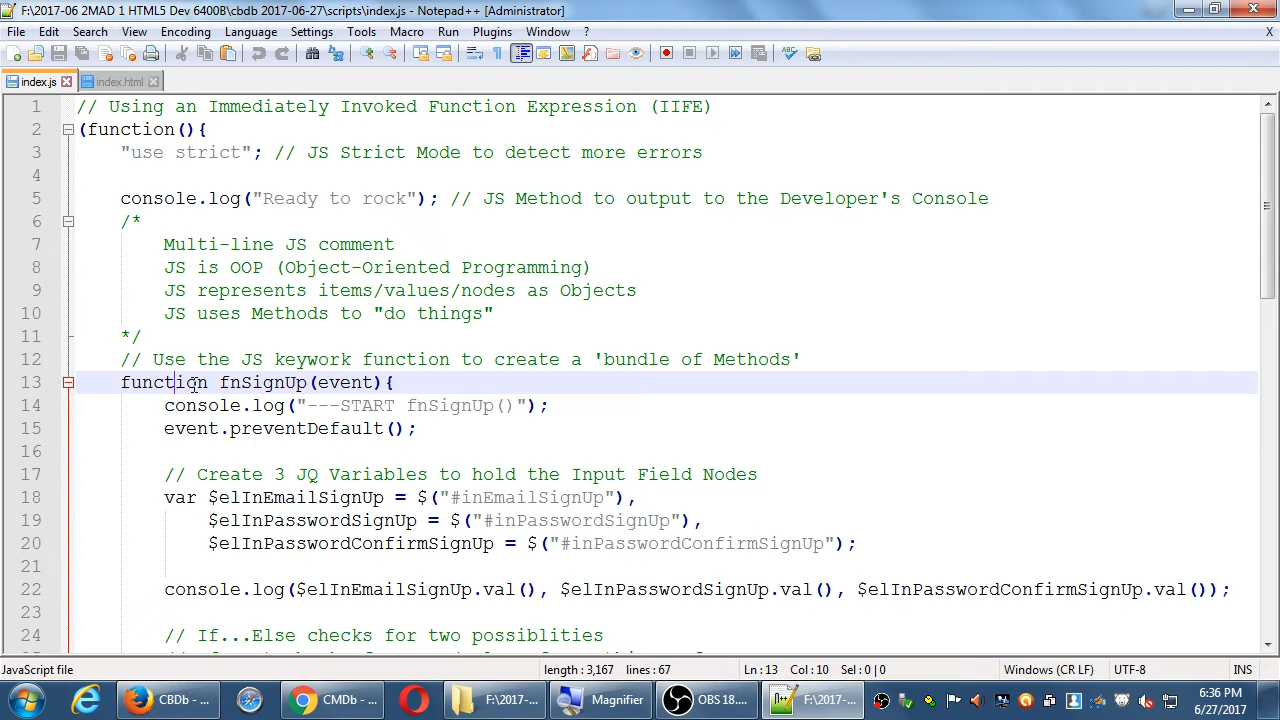 F:\2017-06 2MAD 1 HTML5 Dev 6400B\cbdb 2017-06-27\scripts\index.js - Notepad++ [Administrator]
File Edit Search View Encoding Language Settings Tools Macro Run Plugins Window ? X
index.js index.html
1 // Using an Immediately Invoked Function Expression (IIFE)
2 (function(){
3 "use strict"; // JS Strict Mode to detect more errors
4
5 console.log("Ready to rock"); // JS Method to output to the Developer's Console
6 /*
7 Multi-line JS comment
8 JS is OOP (Object-Oriented Programming)
9 JS represents items/values/nodes as Objects
10 JS uses Methods to "do things"
11 */
12 // Use the JS keywork function to create a 'bundle of Methods'
13 function fnSignUp(event){
14 console.log("---START fnSignUp()");
15 event.preventDefault();
16
17 // Create 3 JQ Variables to hold the Input Field Nodes
18 var $elInEmailSignUp = $("#inEmailSignUp"),
19 $elInPasswordSignUp = $("#inPasswordSignUp"),
20 $elInPasswordConfirmSignUp = $("#inPasswordConfirmSignUp");
21
22 console.log($elInEmailSignUp.val(), $elInPasswordSignUp.val(), $elInPasswordConfirmSignUp.val());
23
24 // If...Else checks for two possiblities
JavaScript file length : 3,167 lines : 67 Ln : 13 Col : 10 Sel : 0 | 0 Windows (CR LF) UTF-8 INS
CBDb - ... CMDb - ... F:\2017-... Magnifier OBS 18.... F:\2017-... 6:36 PM
6/27/2017